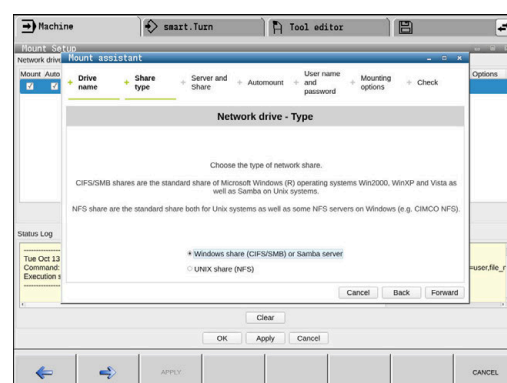 Machine
smart.Turn
Tool editor
Mount Setup
Network drive
Mount Auto
Options
Mount assistant
Drive name
Share type
Server and Share
Automount
User name and password
Mounting options
Check
Network drive - Type
Choose the type of network share.
CIFS/SMB shares are the standard share of Microsoft Windows (R) operating systems Win2000, WinXP and Vista as
well as Samba on Unix systems.
NFS share are the standard share both for Unix systems as well as some NFS servers on Windows (e.g. CIMCO NFS).
Windows share (CIFS/SMB) or Samba server
UNIX share (NFS)
Cancel Back Forward
Status Log
Tue Oct 13
Command:
Execution s
=user,file_r
Clear
OK Apply Cancel
APPLY
CANCEL